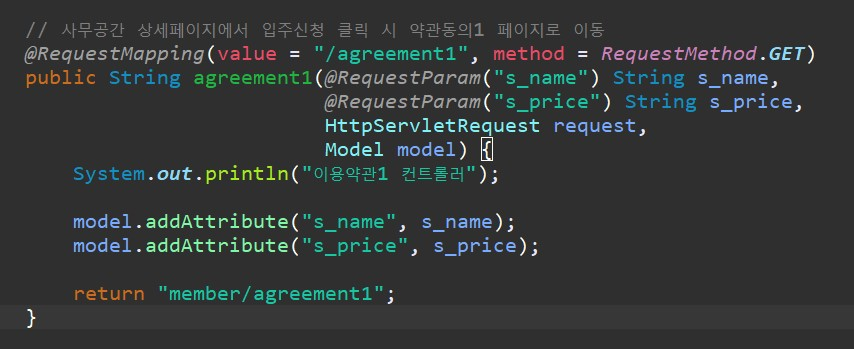 // 사무공간 상세페이지에서 입주신청 클릭 시 약관동의1 페이지로 이동
@RequestMapping(value = "/agreement1", method = RequestMethod.GET)
public String agreement1(@RequestParam("s_name") String s_name,
@RequestParam("s_price") String s_price,
HttpServletRequest request,
Model model) {
System.out.println("이용약관1 컨트롤러");
model.addAttribute("s_name", s_name);
model.addAttribute("s_price", s_price);
return "member/agreement1";
}